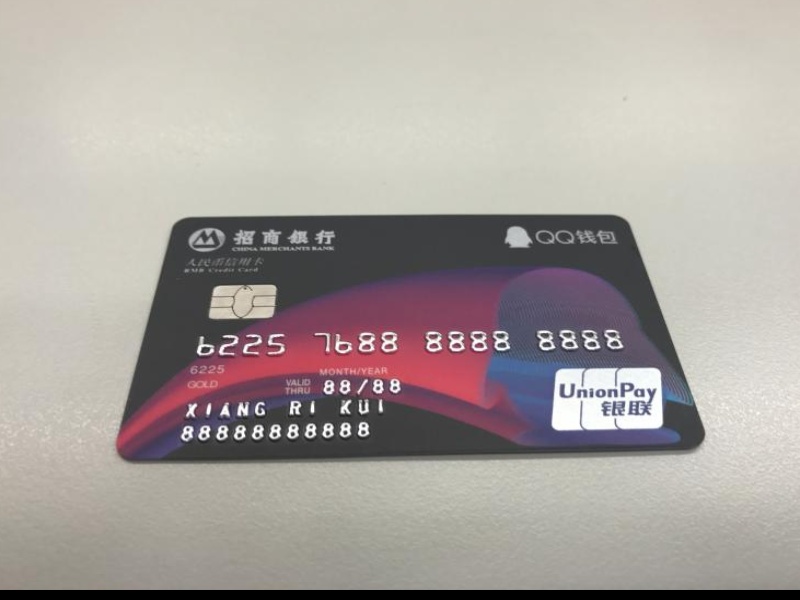 招商銀行 QQ钱包
CHINA MERCHANTS BANK
人民币信用卡
RMB Credit Card
6225 7688 8888 8888
6225 MONTH/YEAR
GOLD VALID THRU 88/88
XIANG RI KUI
88888888888
UnionPay
银联